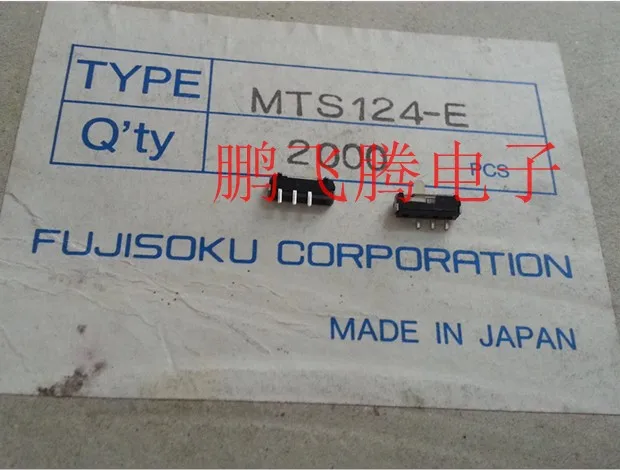 TYPE MTS124-E
Q'ty 2000 PCS
鹏飞腾电子
FUJISOKU CORPORATION
MADE IN JAPAN